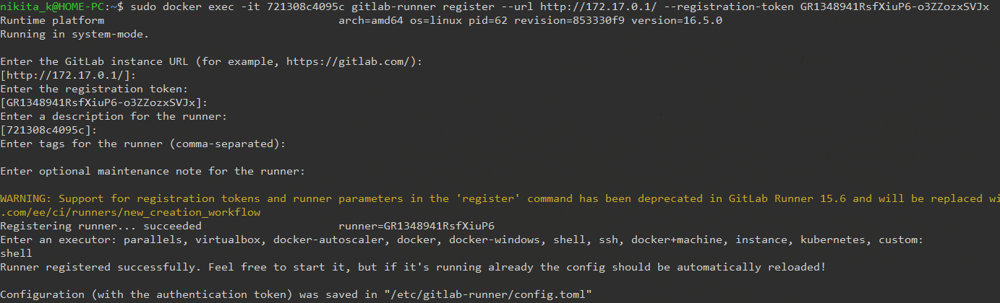 nikita_k@HOME-PC:~$ sudo docker exec -it 721308c4095c gitlab-runner register --url http://172.17.0.1/ --registration-token GR1348941RsfXiuP6-o3ZZozxSVJx
Runtime platform                                    arch=amd64 os=linux pid=62 revision=853330f9 version=16.5.0
Running in system-mode.

Enter the GitLab instance URL (for example, https://gitlab.com/):
[http://172.17.0.1/]:
Enter the registration token:
[GR1348941RsfXiuP6-o3ZZozxSVJx]:
Enter a description for the runner:
[721308c4095c]:
Enter tags for the runner (comma-separated):

Enter optional maintenance note for the runner:

WARNING: Support for registration tokens and runner parameters in the 'register' command has been deprecated in GitLab Runner 15.6 and will be replaced wi
.com/ee/ci/runners/new_creation_workflow
Registering runner... succeeded                     runner=GR1348941RsfXiuP6
Enter an executor: parallels, virtualbox, docker-autoscaler, docker, docker-windows, shell, ssh, docker+machine, instance, kubernetes, custom:
shell
Runner registered successfully. Feel free to start it, but if it's running already the config should be automatically reloaded!

Configuration (with the authentication token) was saved in "/etc/gitlab-runner/config.toml"